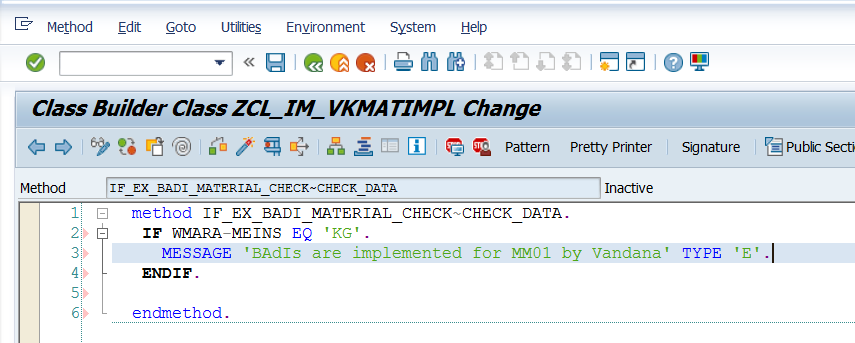 Method Edit Goto Utilities Environment System Help
Class Builder Class ZCL_IM_VKMATIMPL Change
Pattern Pretty Printer Signature Public Secti
Method IF_EX_BADI_MATERIAL_CHECK~CHECK_DATA Inactive
1 method IF_EX_BADI_MATERIAL_CHECK~CHECK_DATA.
2 IF WMARA-MEINS EQ 'KG'.
3 MESSAGE 'BAdIs are implemented for MM01 by Vandana' TYPE 'E'.
4 ENDIF.
5
6 endmethod.